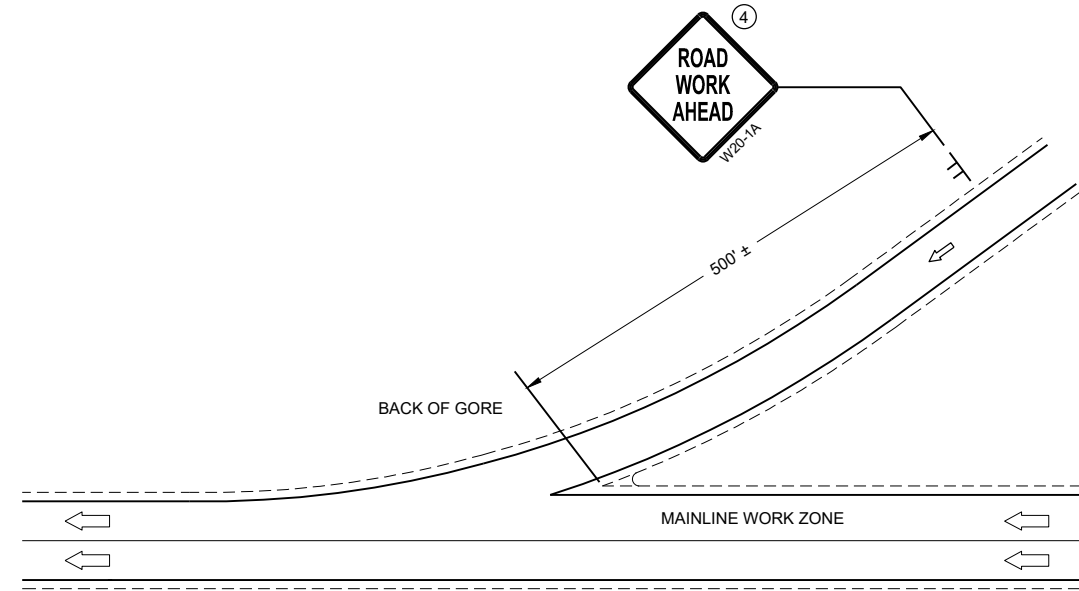 4
ROAD
WORK
AHEAD
W20-1A
500' ±
BACK OF GORE
MAINLINE WORK ZONE